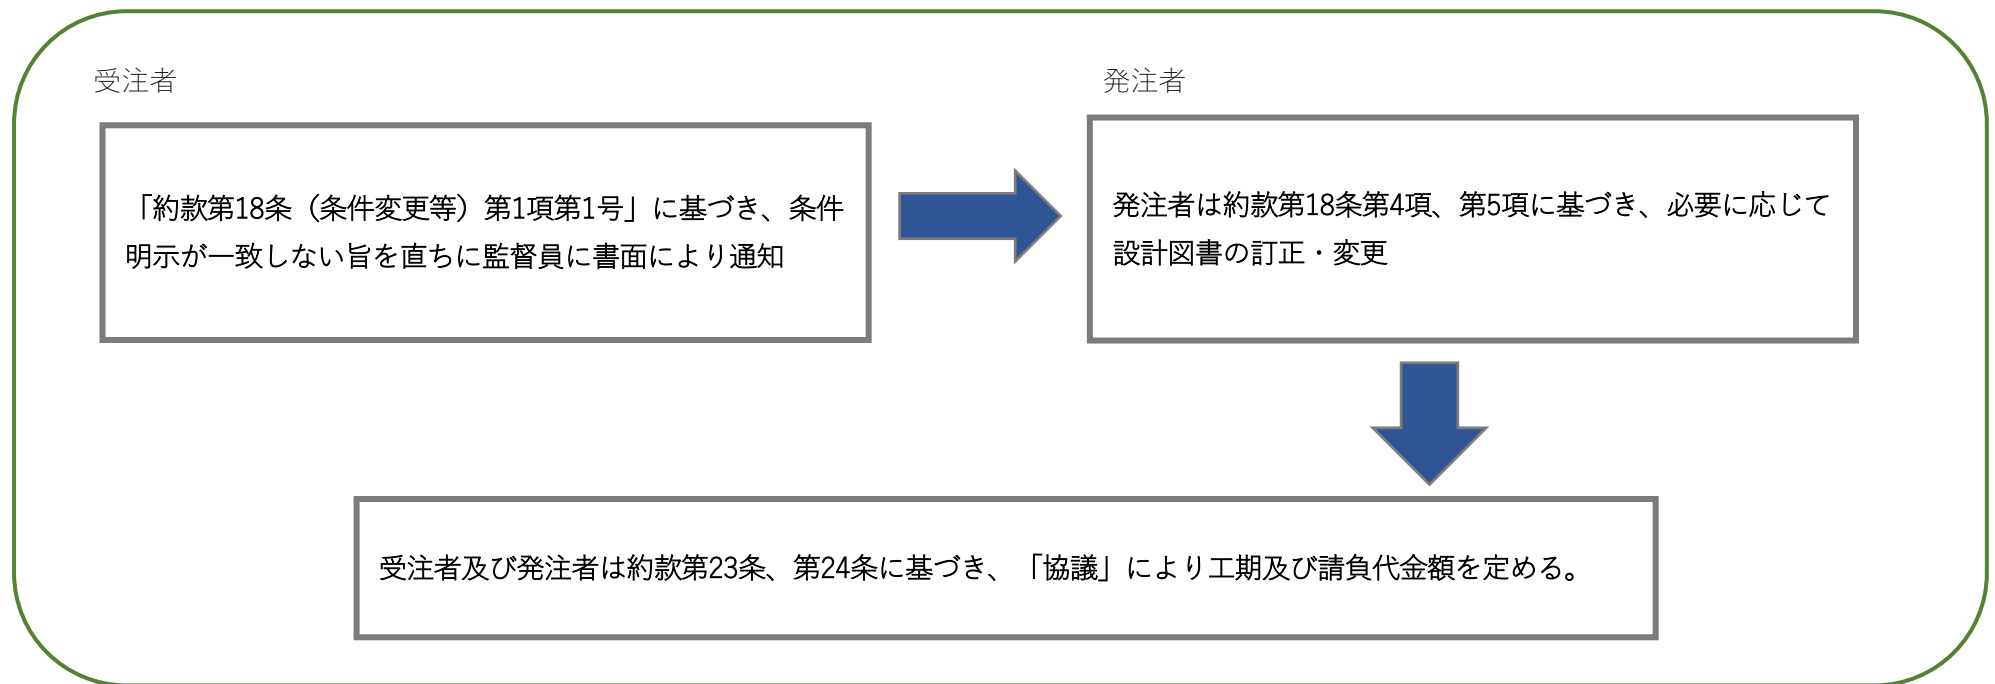 受注者
「約款第18条（条件変更等）第1項第1号」に基づき、条件
明示が一致しない旨を直ちに監督員に書面により通知
発注者
発注者は約款第18条第4項、第5項に基づき、必要に応じて
設計図書の訂正・変更
受注者及び発注者は約款第23条、第24条に基づき、「協議」により工期及び請負代金額を定める。